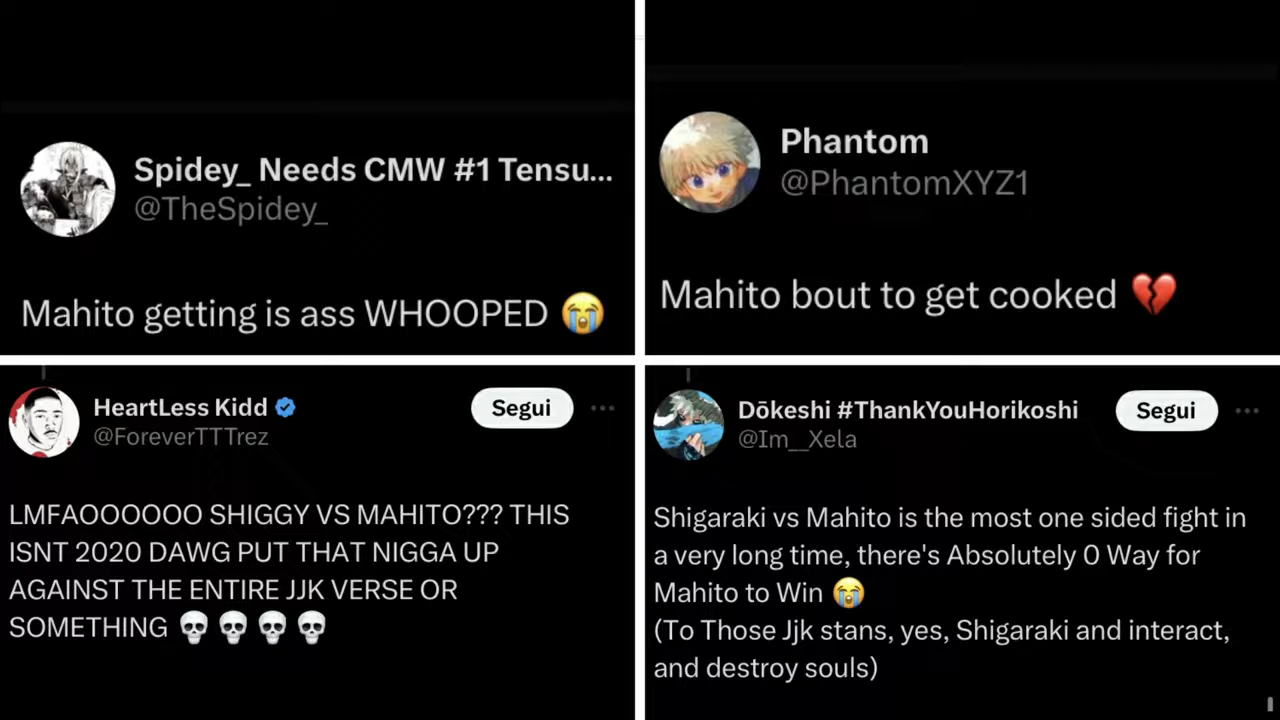 Spidey_ Needs CMW #1 Tensu...
@TheSpidey_
Mahito getting is ass WHOOPED 😭
Phantom
@PhantomXYZ1
Mahito bout to get cooked 💔
HeartLess Kidd
@ForeverTTTrez
Segui
LMFAOOOOOO SHIGGY VS MAHITO??? THIS
ISNT 2020 DAWG PUT THAT NIGGA UP
AGAINST THE ENTIRE JJK VERSE OR
SOMETHING 💀💀💀💀
Dōkeshi #ThankYouHorikoshi
@Im__Xela
Segui
Shigaraki vs Mahito is the most one sided fight in
a very long time, there's Absolutely 0 Way for
Mahito to Win 😭
(To Those Jjk stans, yes, Shigaraki and interact,
and destroy souls)